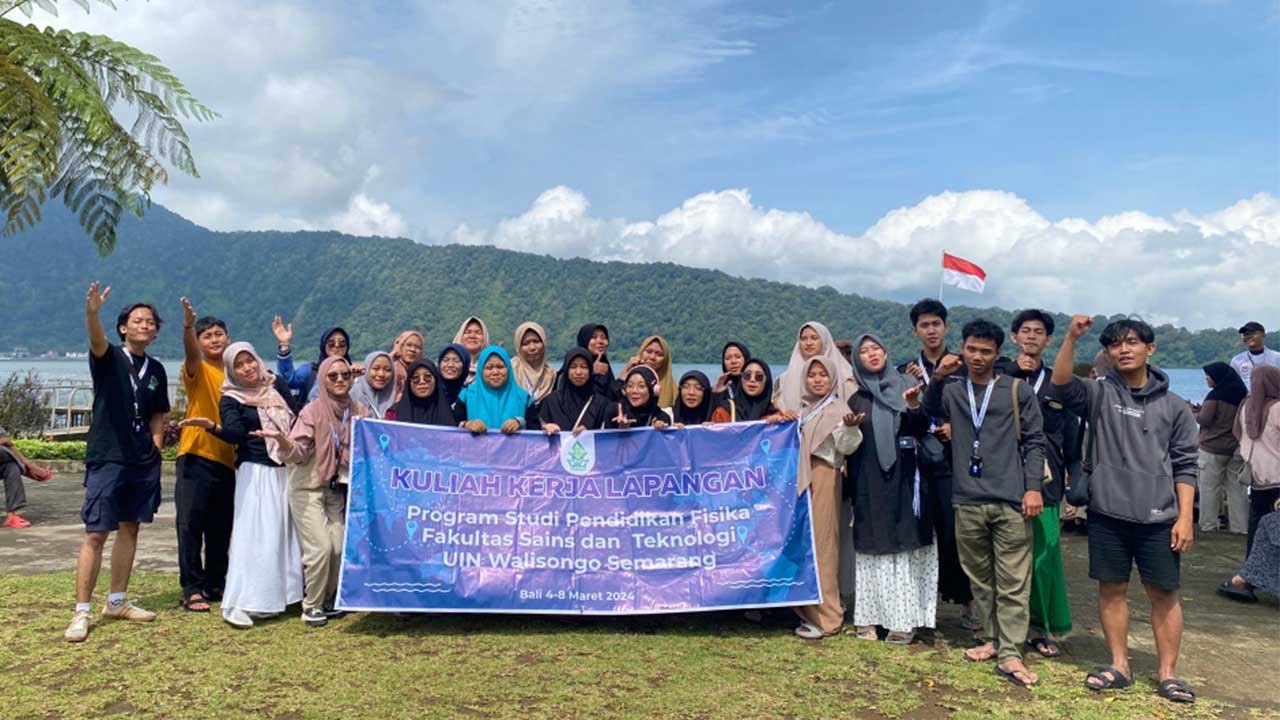 KULIAH KERJA LAPANGAN
Program Studi Pendidikan Fisika
Fakultas Sains dan Teknologi
UIN Walisongo Semarang
Bali 4-8 Maret 2024